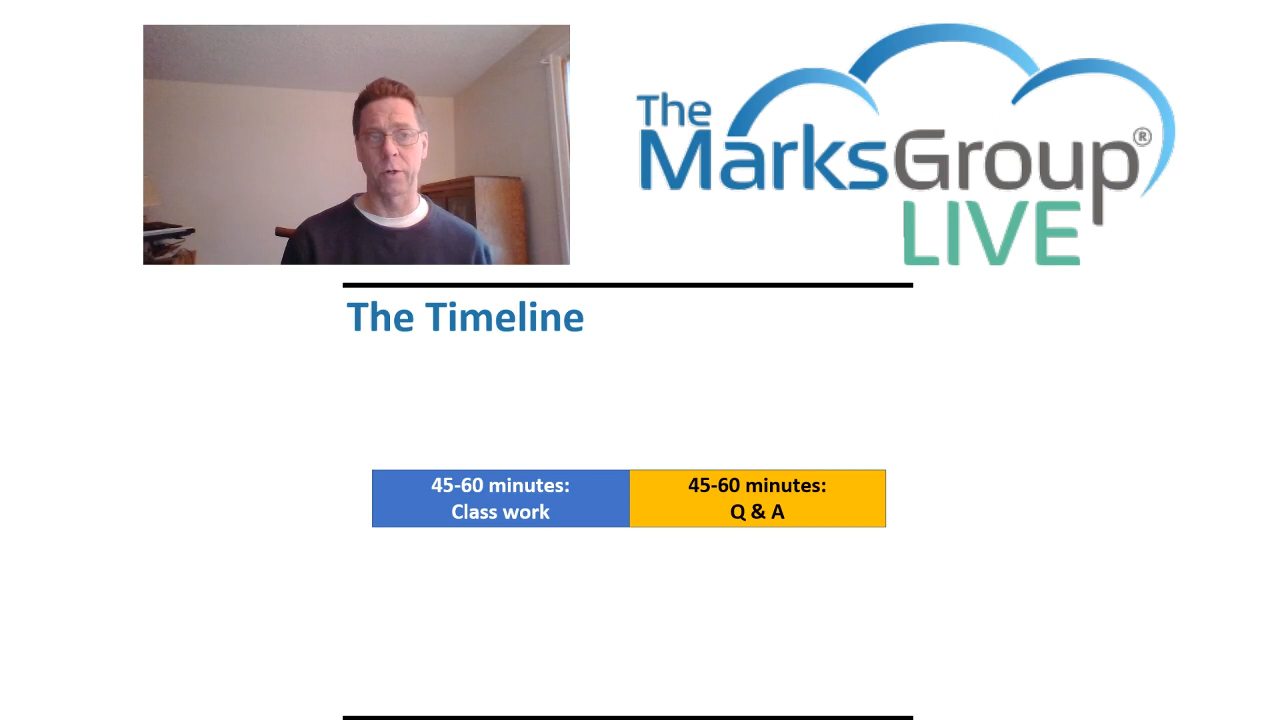 The
MarksGroup®
LIVE
The Timeline
45-60 minutes:
Class work
45-60 minutes:
Q & A